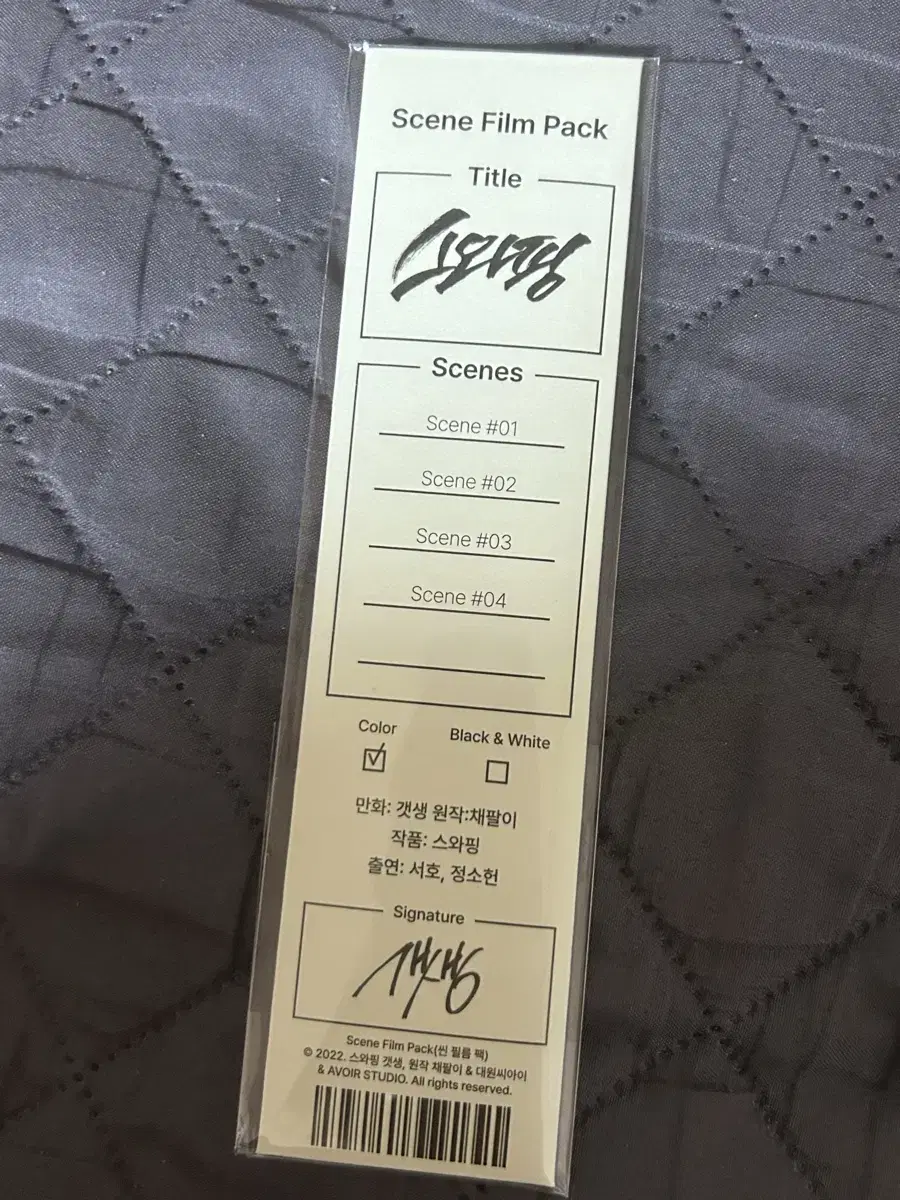 Scene Film Pack
Title
스와핑
Scenes
Scene #01
Scene #02
Scene #03
Scene #04
Color
Black & White
만화: 갯생 원작:채팔이
작품: 스와핑
출연: 서호, 정소헌
Signature
갯생
Scene Film Pack(씬 필름 팩)
© 2022. 스와핑 갯생, 원작 채팔이 & 대원씨아이
& AVOIR STUDIO. All rights reserved.